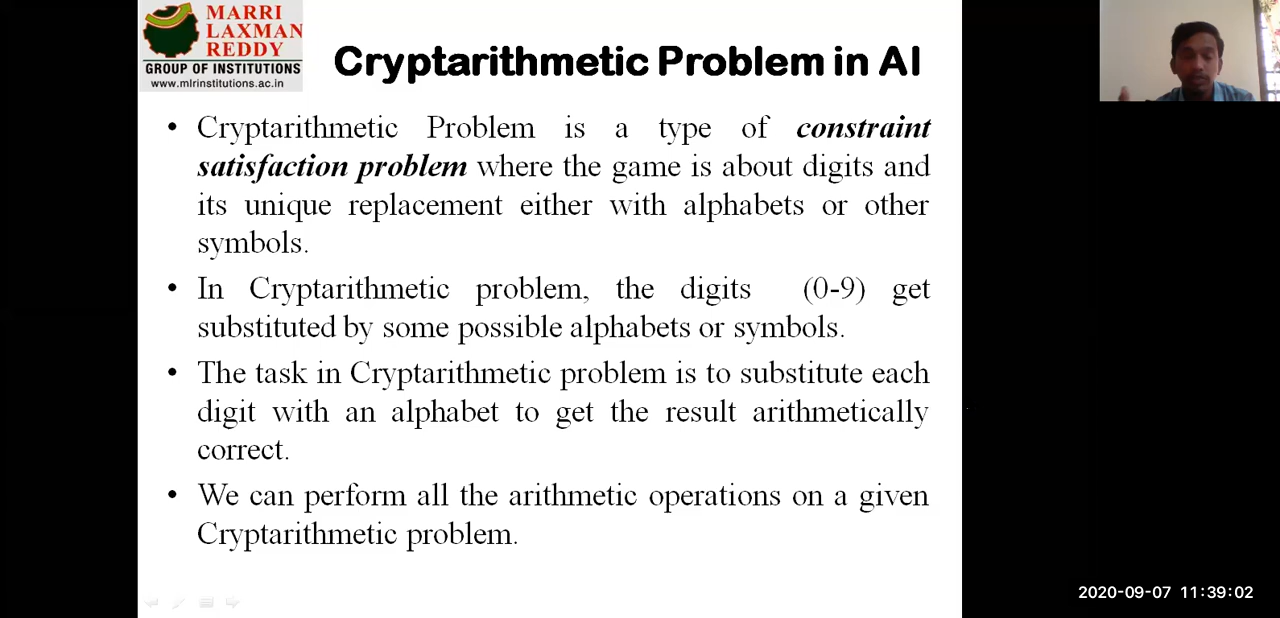 MARRI
LAXMAN
REDDY
GROUP OF INSTITUTIONS
www.mlrinstitutions.ac.in
Cryptarithmetic Problem in AI
• Cryptarithmetic Problem is a type of constraint
satisfaction problem where the game is about digits and
its unique replacement either with alphabets or other
symbols.
• In Cryptarithmetic problem, the digits (0-9) get
substituted by some possible alphabets or symbols.
• The task in Cryptarithmetic problem is to substitute each
digit with an alphabet to get the result arithmetically
correct.
• We can perform all the arithmetic operations on a given
Cryptarithmetic problem.
2020-09-07 11:39:02